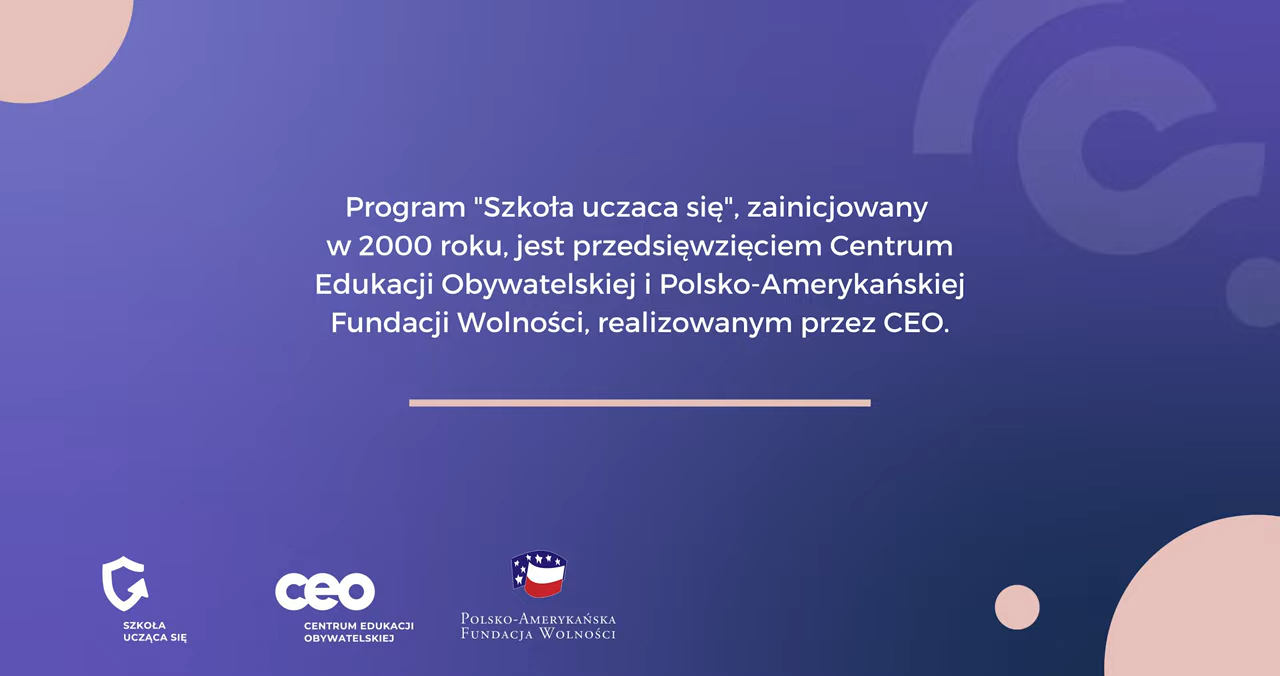 Program "Szkoła uczaca się", zainicjowany
w 2000 roku, jest przedsięwzięciem Centrum
Edukacji Obywatelskiej i Polsko-Amerykańskiej
Fundacji Wolności, realizowanym przez CEO.
SZKOŁA
UCZĄCA SIĘ
ceo
CENTRUM EDUKACJI
OBYWATELSKIEJ
POLSKO-AMERYKAŃSKA
FUNDACJA WOLNOŚCI